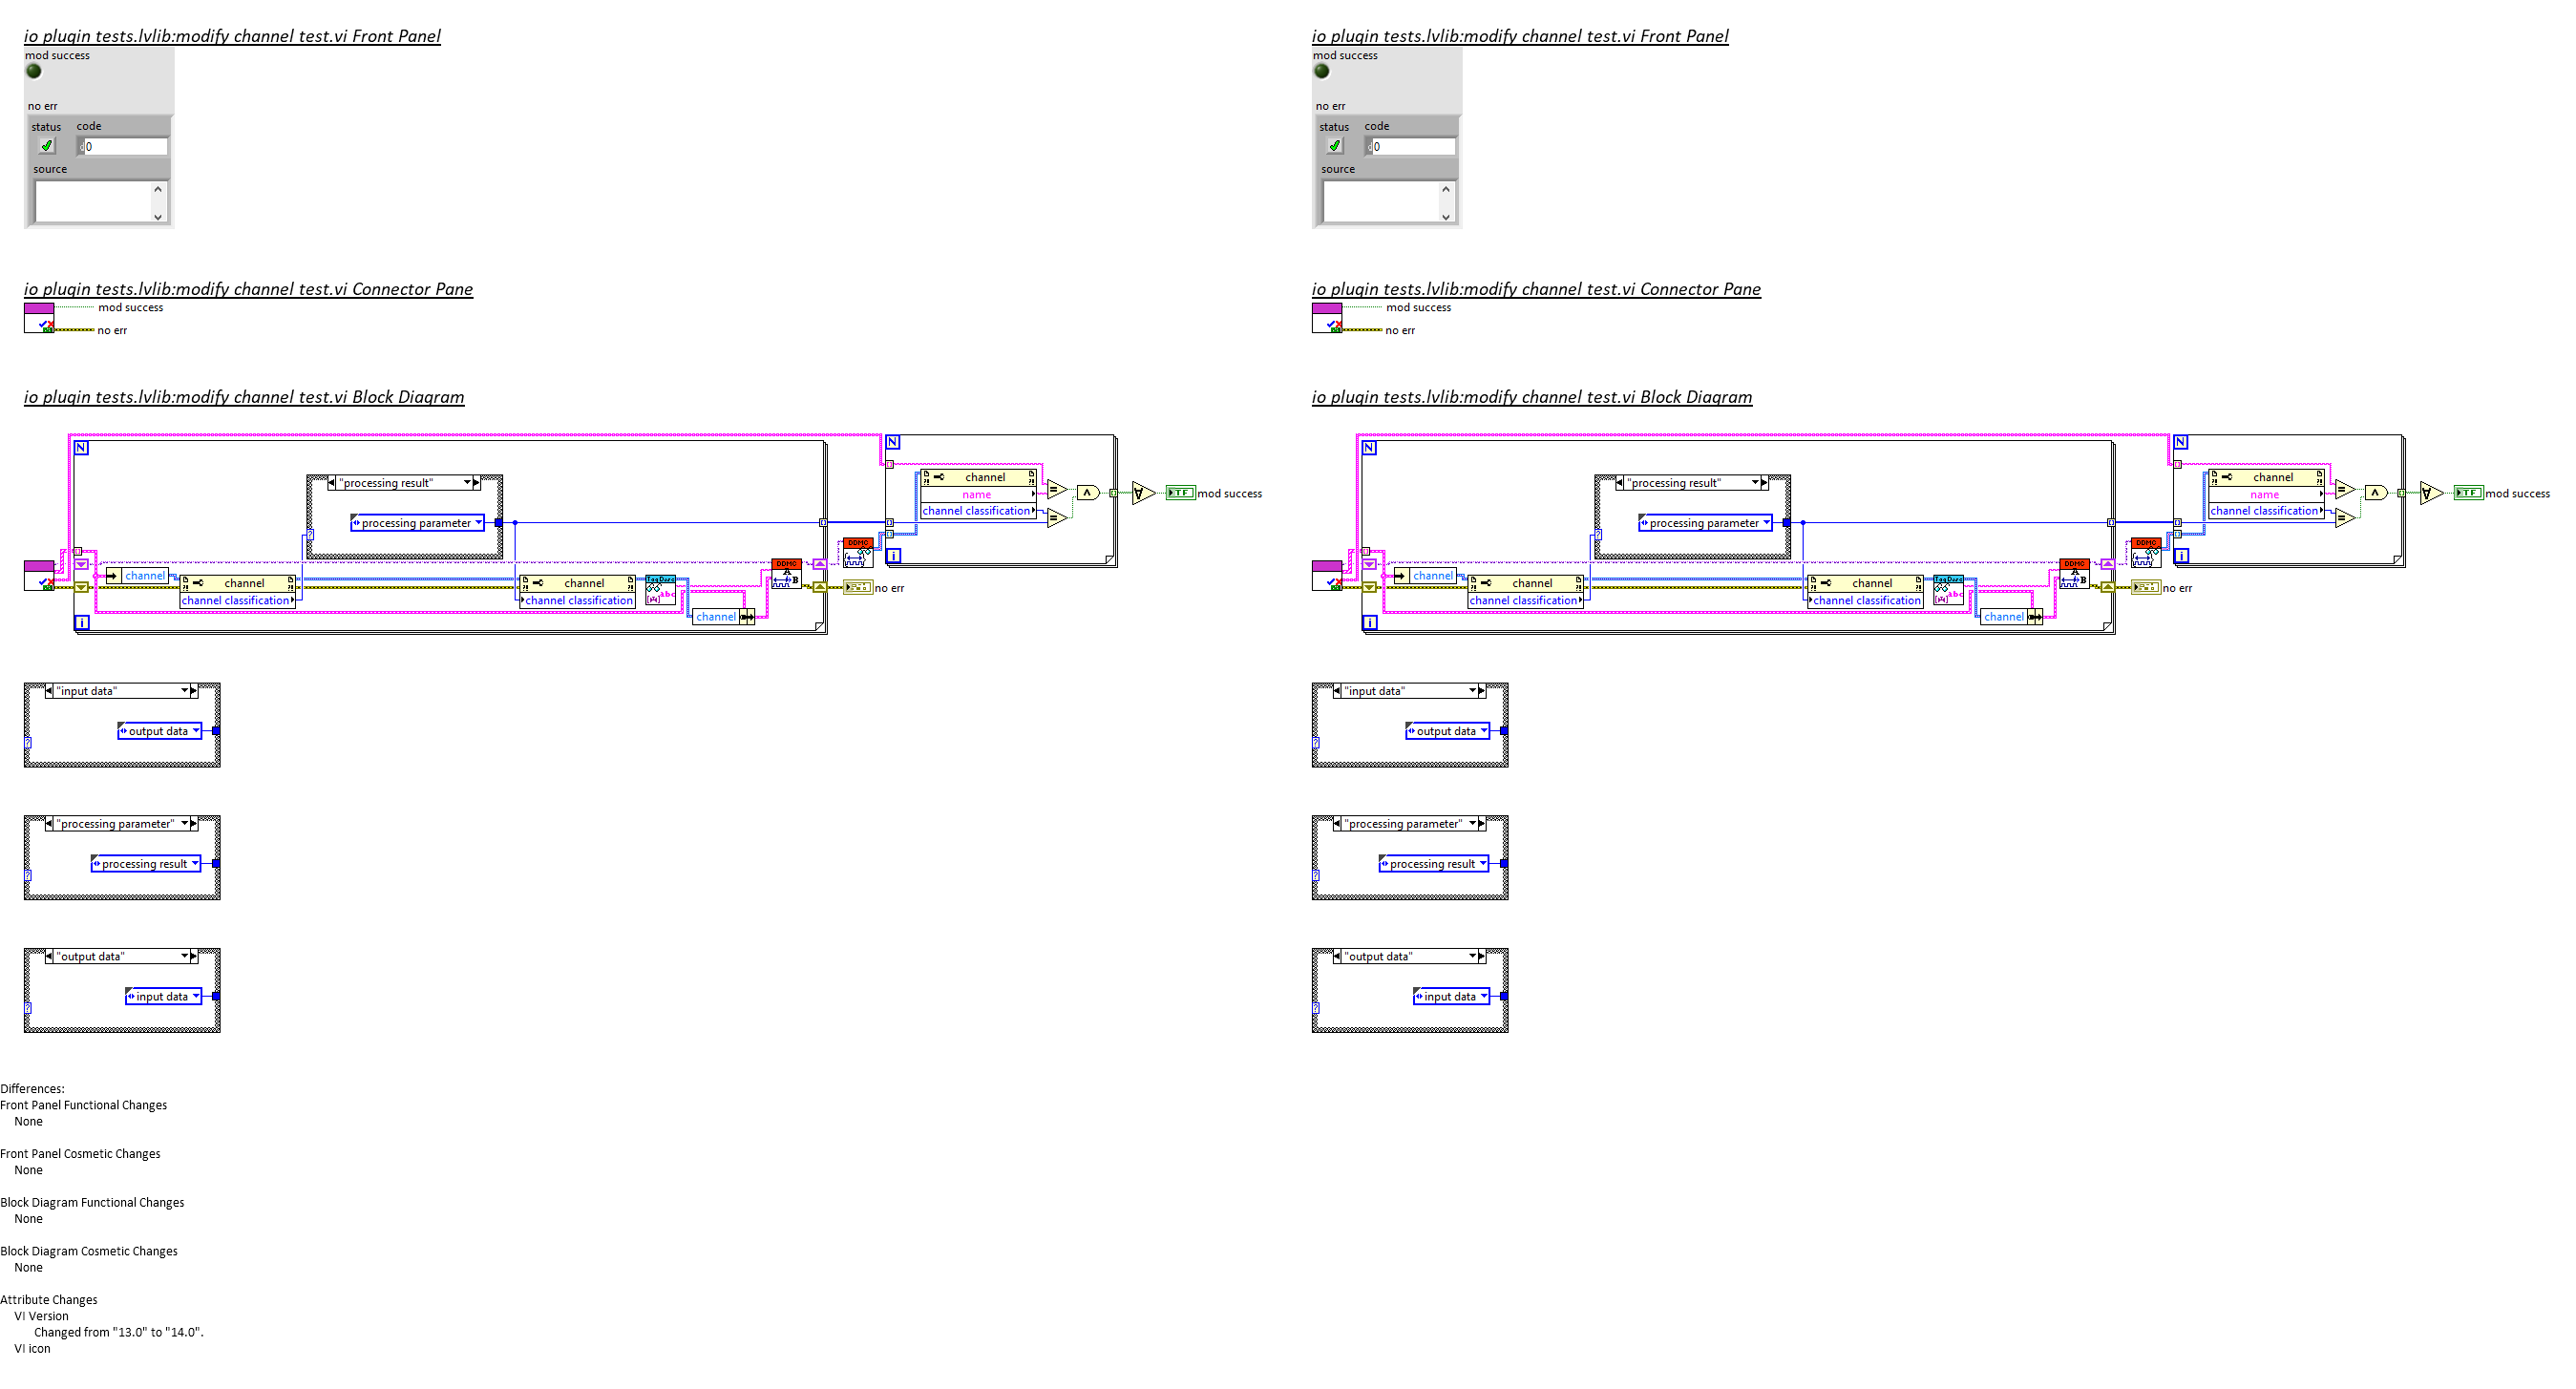 io plugin tests.lvlib:modify channel test.vi Front Panel
mod success
no err
status code
0
source
io plugin tests.lvlib:modify channel test.vi Connector Pane
mod success
no err
io plugin tests.lvlib:modify channel test.vi Block Diagram
N
N
"processing result"
channel
name
channel classification
processing parameter
TF mod success
i
DDMC
DDMC
channel
channel
channel classification
channel
channel classification
abc
A
B
no err
channel
i
"input data"
output data
"processing parameter"
processing result
"output data"
input data
Differences:
Front Panel Functional Changes
None
Front Panel Cosmetic Changes
None
Block Diagram Functional Changes
None
Block Diagram Cosmetic Changes
None
Attribute Changes
VI Version
Changed from "13.0" to "14.0".
VI icon
io plugin tests.lvlib:modify channel test.vi Front Panel
mod success
no err
status code
0
source
io plugin tests.lvlib:modify channel test.vi Connector Pane
mod success
no err
io plugin tests.lvlib:modify channel test.vi Block Diagram
N
N
"processing result"
channel
name
channel classification
processing parameter
TF mod success
i
DDMC
DDMC
channel
channel
channel classification
channel
channel classification
abc
A
B
no err
channel
i
"input data"
output data
"processing parameter"
processing result
"output data"
input data